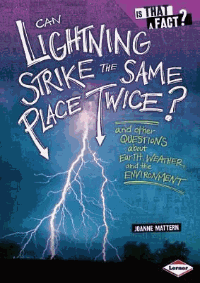 IS THAT
A FACT?
CAN
LIGHTNING
STRIKE THE SAME
PLACE TWICE?
and other
QUESTIONS
about
EARTH, WEATHER,
and the
ENVIRONMENT
JOANNE MATTERN
Lerner